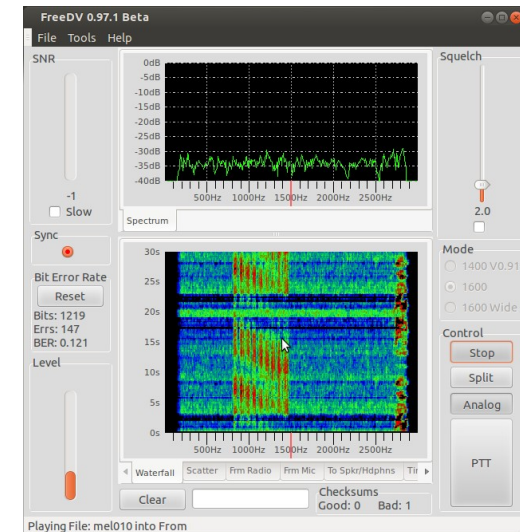 FreeDV 0.97.1 Beta
File Tools Help
SNR
-1
Slow
Sync
Bit Error Rate
Reset
Bits: 1219
Errs: 147
BER: 0.121
Level
0dB
-5dB
-10dB
-15dB
-20dB
-25dB
-30dB
-35dB
-40dB
500Hz 1000Hz 1500Hz 2000Hz 2500Hz
Spectrum
30s
25s
20s
15s
10s
5s
0s
500Hz 1000Hz 1500Hz 2000Hz 2500Hz
Waterfall Scatter Frm Radio Frm Mic To Spkr/Hdphns
Clear
Checksums
Good: 0 Bad: 1
Squelch
2.0
Mode
1400 V0.91
1600
1600 Wide
Control
Stop
Split
Analog
PTT
Playing File: mel010 into From